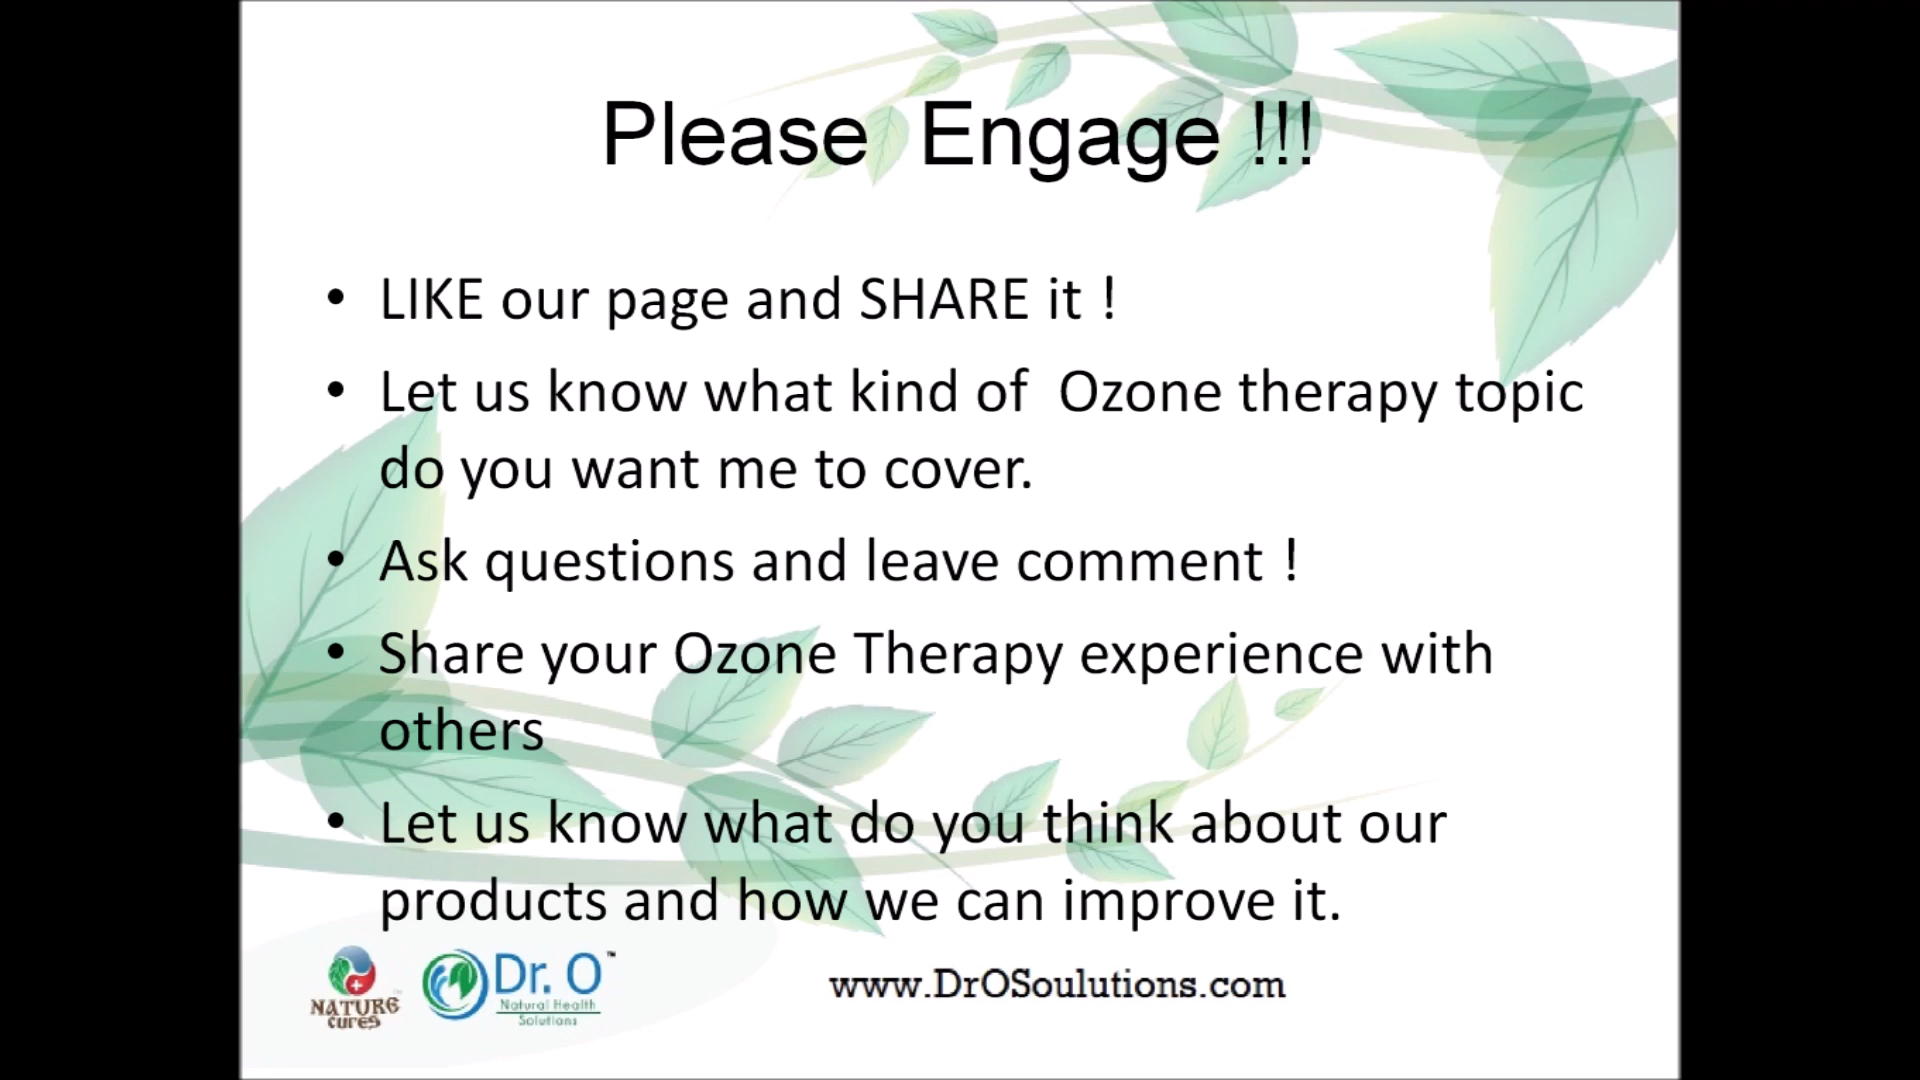 Please  Engage !!!
• LIKE our page and SHARE it !
• Let us know what kind of  Ozone therapy topic
do you want me to cover.
• Ask questions and leave comment !
• Share your Ozone Therapy experience with
others
• Let us know what do you think about our
products and how we can improve it.
NATURE
cures
Dr. O™
Natural Health
Solutions
www.DrOSoulutions.com